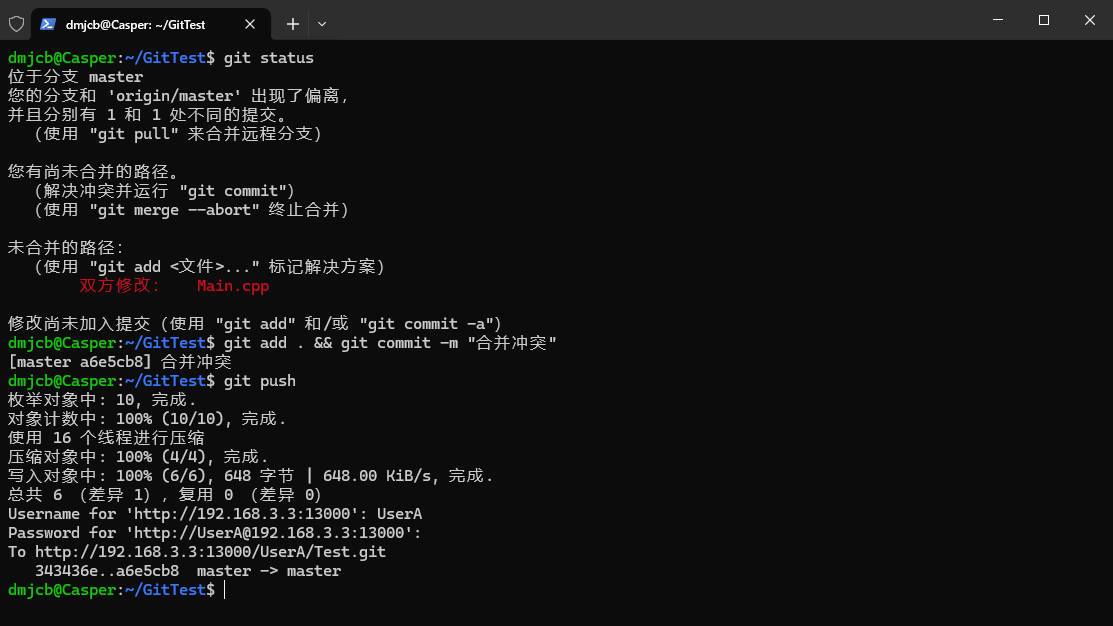 dmjcb@Casper: ~/GitTest
dmjcb@Casper:~/GitTest$ git status
位于分支 master
您的分支和 'origin/master' 出现了偏离，
并且分别有 1 和 1 处不同的提交。
  （使用 "git pull" 来合并远程分支）
您有尚未合并的路径。
  （解决冲突并运行 "git commit"）
  （使用 "git merge --abort" 终止合并）
未合并的路径：
  （使用 "git add <文件>..." 标记解决方案）
        双方修改：   Main.cpp
修改尚未加入提交（使用 "git add" 和/或 "git commit -a"）
dmjcb@Casper:~/GitTest$ git add . && git commit -m "合并冲突"
[master a6e5cb8] 合并冲突
dmjcb@Casper:~/GitTest$ git push
枚举对象中: 10, 完成.
对象计数中: 100% (10/10), 完成.
使用 16 个线程进行压缩
压缩对象中: 100% (4/4), 完成.
写入对象中: 100% (6/6), 648 字节 | 648.00 KiB/s, 完成.
总共 6 （差异 1），复用 0 （差异 0）
Username for 'http://192.168.3.3:13000': UserA
Password for 'http://UserA@192.168.3.3:13000':
To http://192.168.3.3:13000/UserA/Test.git
   343436e..a6e5cb8  master -> master
dmjcb@Casper:~/GitTest$